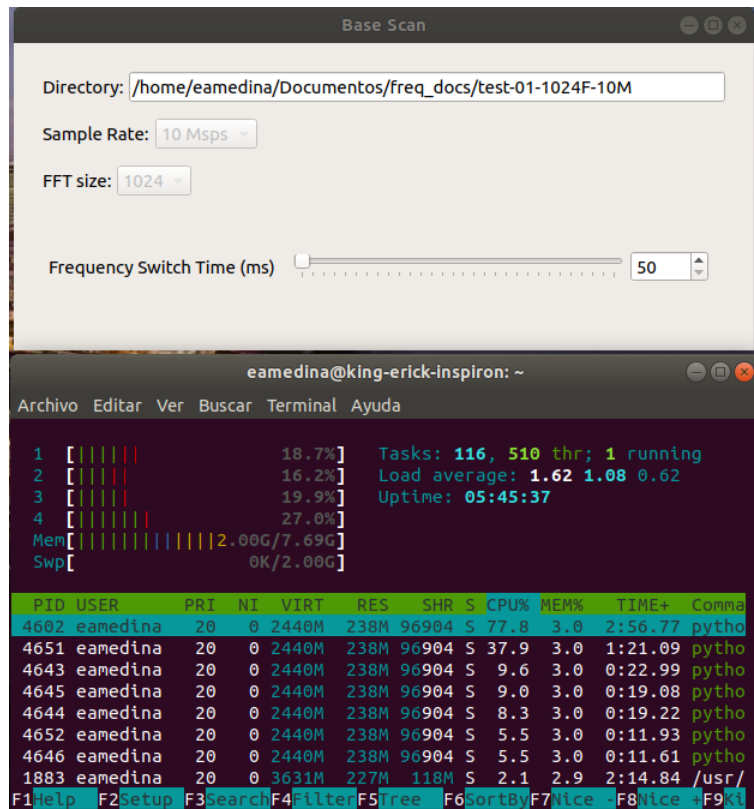 Base Scan
Directory: /home/eamedina/Documentos/freq_docs/test-01-1024F-10M
Sample Rate: 10 Msps
FFT size: 1024
Frequency Switch Time (ms) 50
eamedina@king-erick-inspiron: ~
Archivo Editar Ver Buscar Terminal Ayuda
1 [|||||| 18.7%] Tasks: 116, 510 thr; 1 running
2 [||||| 16.2%] Load average: 1.62 1.08 0.62
3 [||||| 19.9%] Uptime: 05:45:37
4 [||||||| 27.0%]
Mem[||||||||||||||2.00G/7.69G]
Swp[ 0K/2.00G]
PID USER PRI NI VIRT RES SHR S CPU% MEM% TIME+ Comma
4602 eamedina 20 0 2440M 238M 96904 S 77.8 3.0 2:56.77 pytho
4651 eamedina 20 0 2440M 238M 96904 S 37.9 3.0 1:21.09 pytho
4643 eamedina 20 0 2440M 238M 96904 S 9.6 3.0 0:22.99 pytho
4645 eamedina 20 0 2440M 238M 96904 S 9.0 3.0 0:19.08 pytho
4644 eamedina 20 0 2440M 238M 96904 S 8.3 3.0 0:19.22 pytho
4652 eamedina 20 0 2440M 238M 96904 S 5.5 3.0 0:11.93 pytho
4646 eamedina 20 0 2440M 238M 96904 S 5.5 3.0 0:11.61 pytho
1883 eamedina 20 0 3631M 227M 118M S 2.1 2.9 2:14.84 /usr/
F1Help F2Setup F3SearchF4FilterF5Tree F6SortByF7Nice -F8Nice +F9Ki